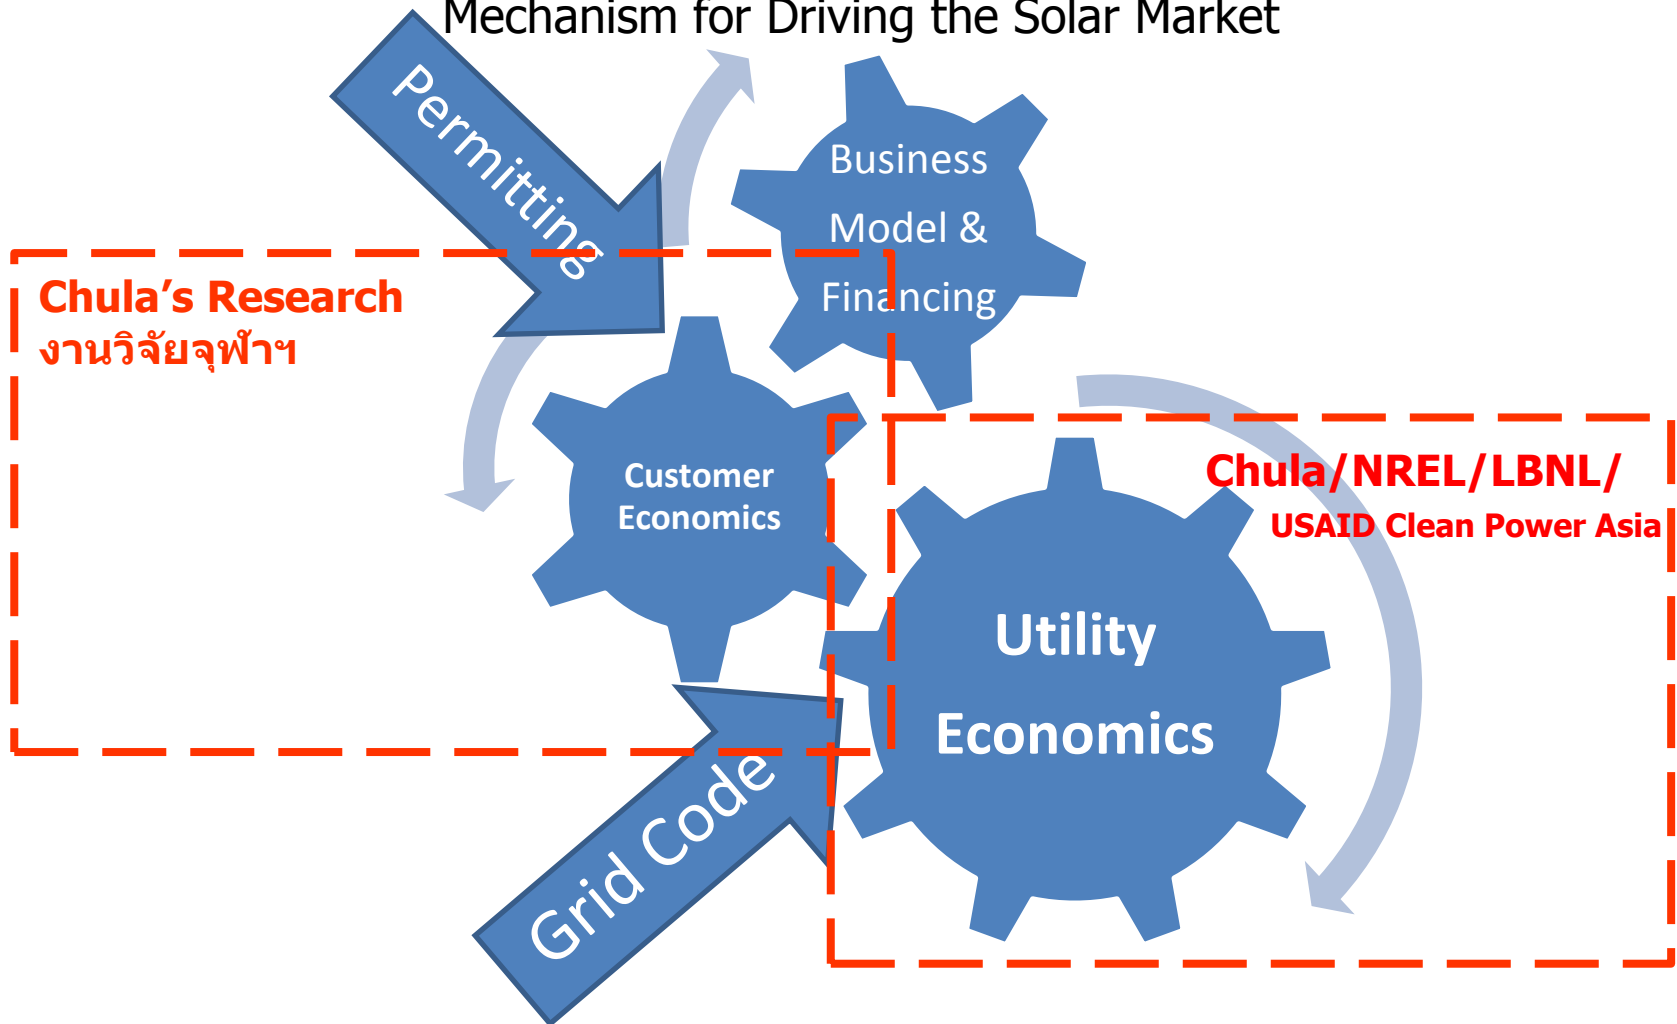 Mechanism for Driving the Solar Market
Permitting
Business
Model &
Financing
Chula’s Research
งานวิจัยจุฬาฯ
Customer
Economics
Chula/NREL/LBNL/
USAID Clean Power Asia
Utility
Economics
Grid Code